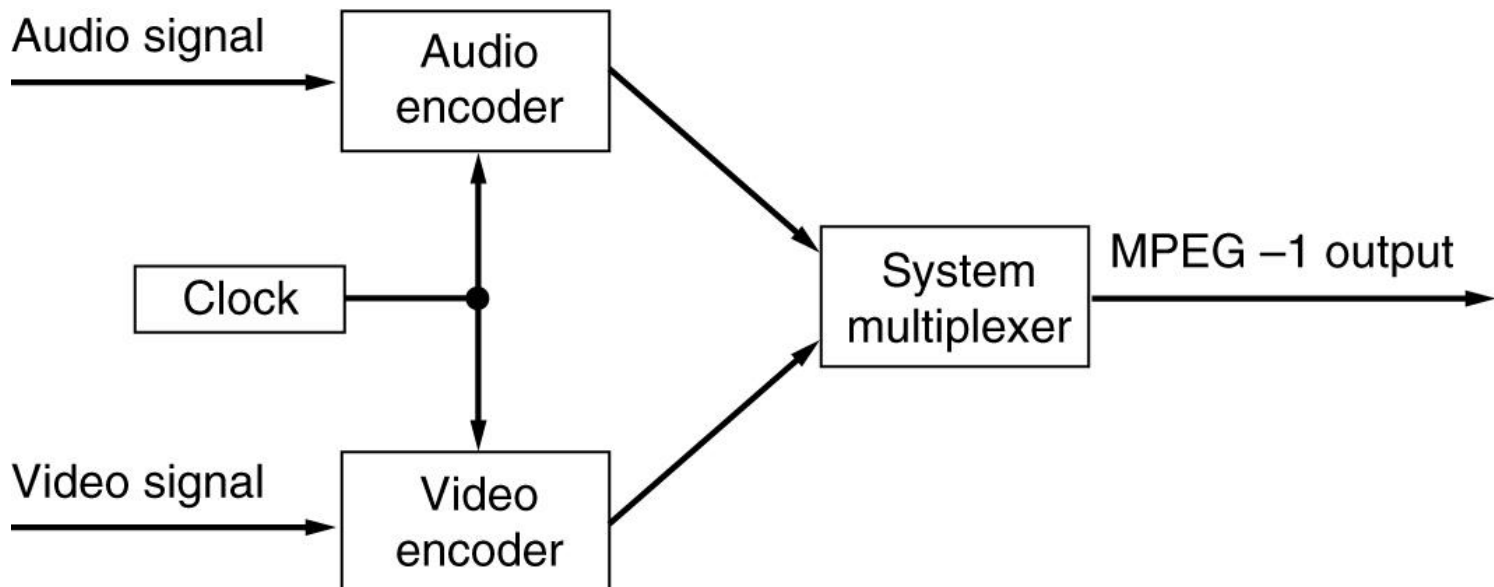 Audio signal
Audio
encoder
Clock
System
multiplexer
MPEG –1 output
Video signal
Video
encoder